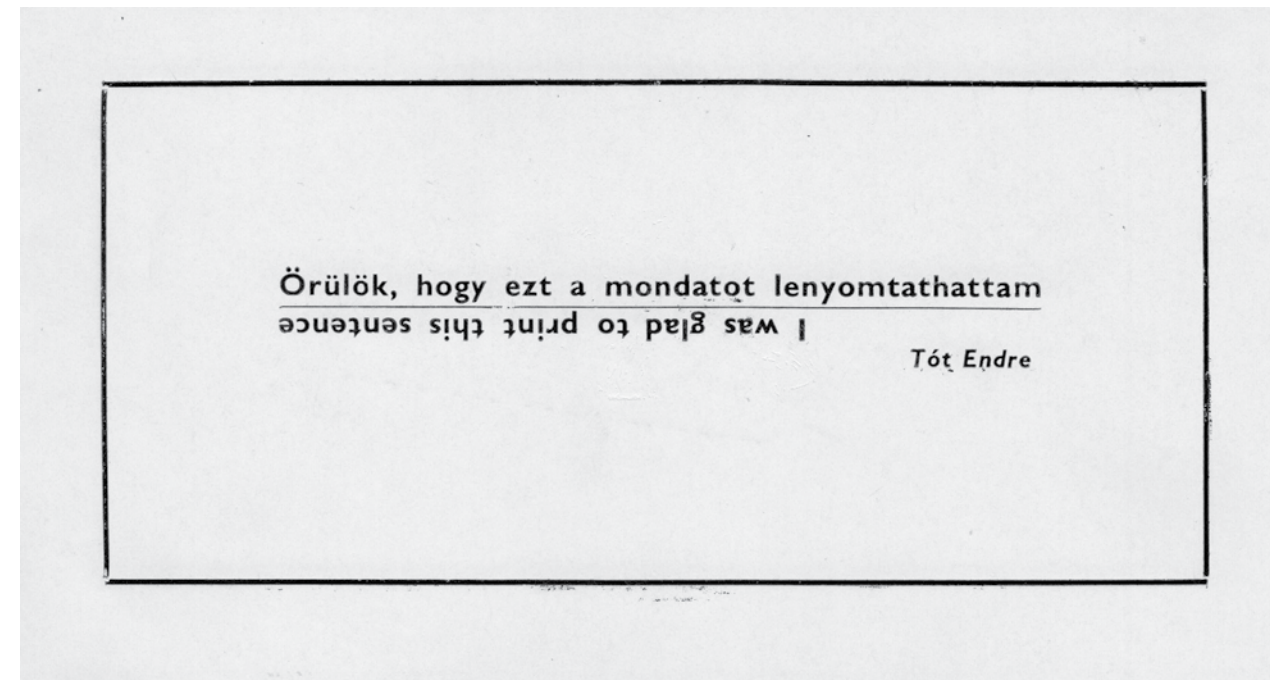 Örülök, hogy ezt a mondatot lenyomtathattam
I was glad to print this sentence
Tót Endre